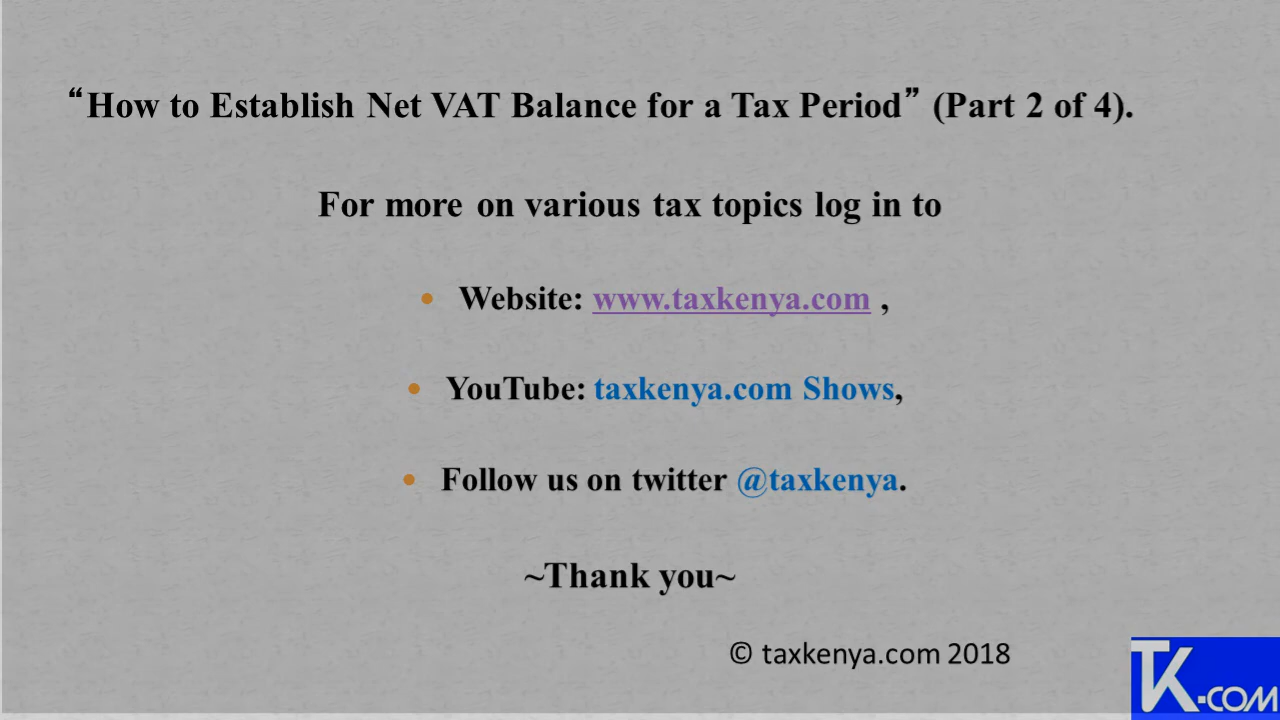 “How to Establish Net VAT Balance for a Tax Period” (Part 2 of 4).
For more on various tax topics log in to
• Website: www.taxkenya.com ,
• YouTube: taxkenya.com Shows,
• Follow us on twitter @taxkenya.
~Thank you~
© taxkenya.com 2018
TK.COM